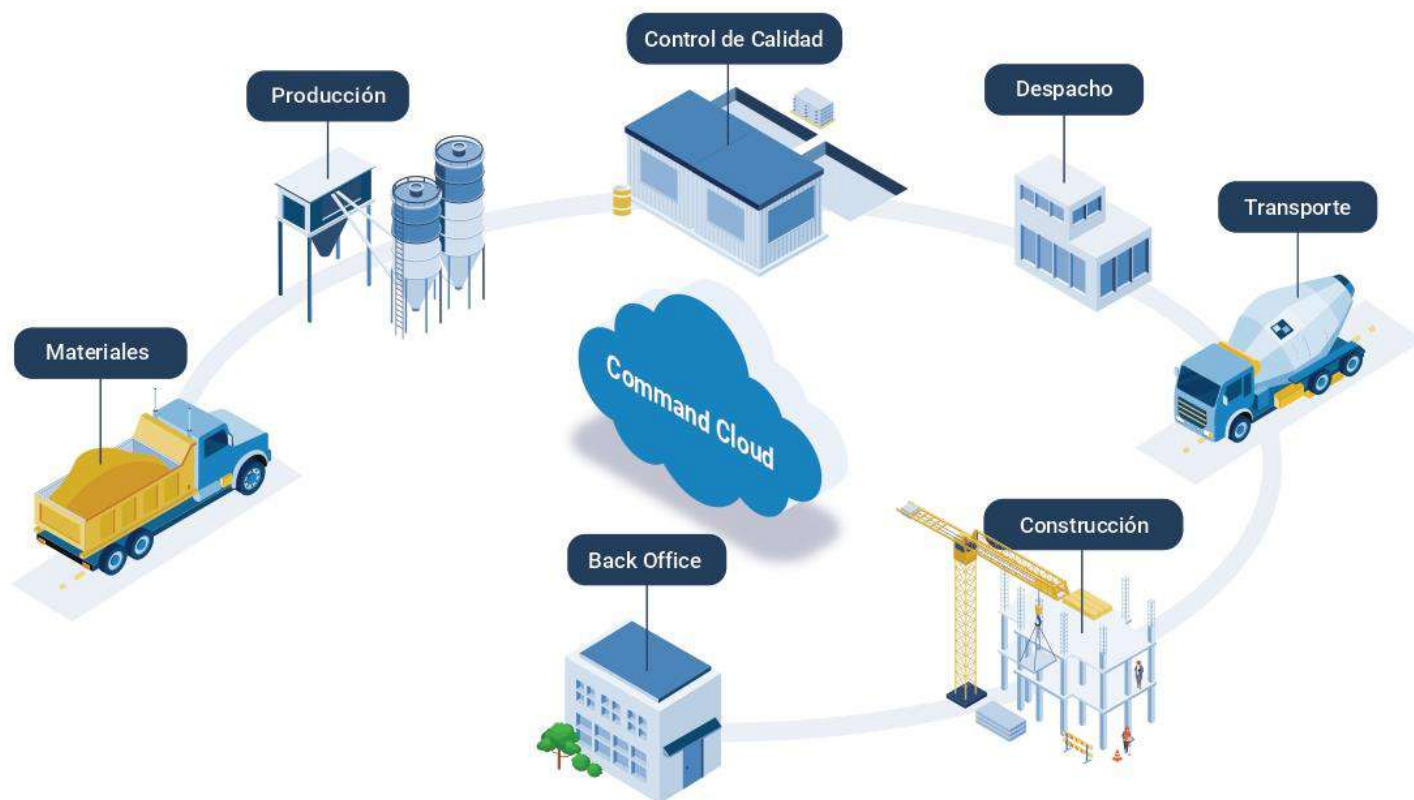 Control de Calidad
Producción
Despacho
Transporte
Materiales
Command Cloud
Construcción
Back Office